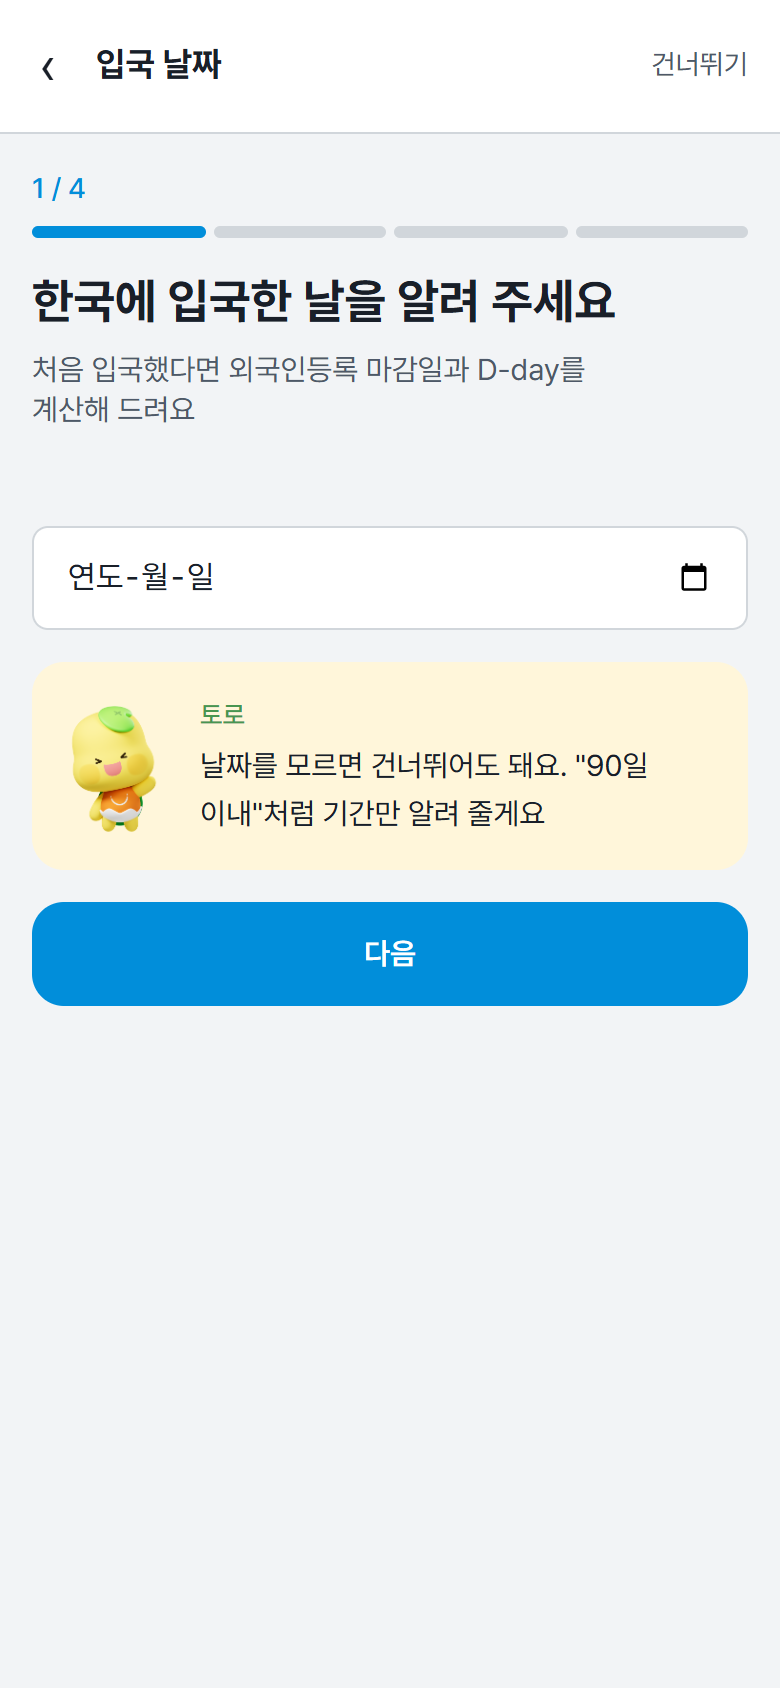 ‹ 입국 날짜 건너뛰기
1 / 4
한국에 입국한 날을 알려 주세요
처음 입국했다면 외국인등록 마감일과 D-day를
계산해 드려요
연도-월-일
토로
날짜를 모르면 건너뛰어도 돼요. "90일
이내"처럼 기간만 알려 줄게요
다음